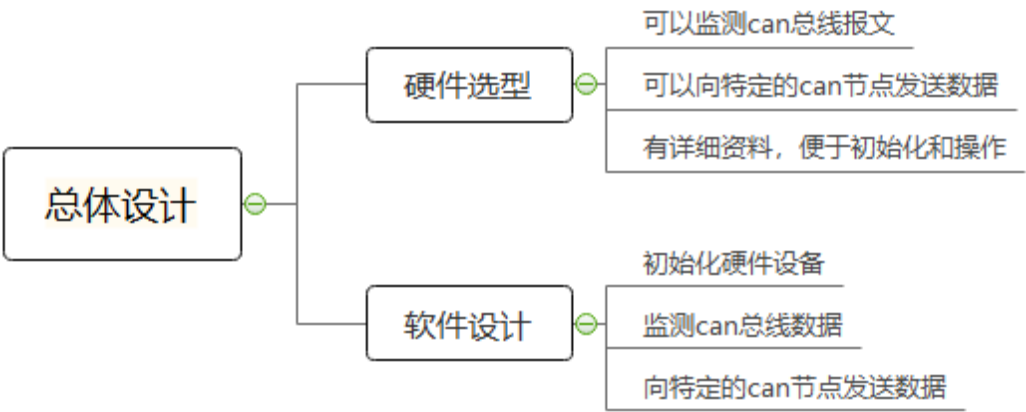 总体设计
硬件选型
可以监测can总线报文
可以向特定的can节点发送数据
有详细资料，便于初始化和操作
软件设计
初始化硬件设备
监测can总线数据
向特定的can节点发送数据